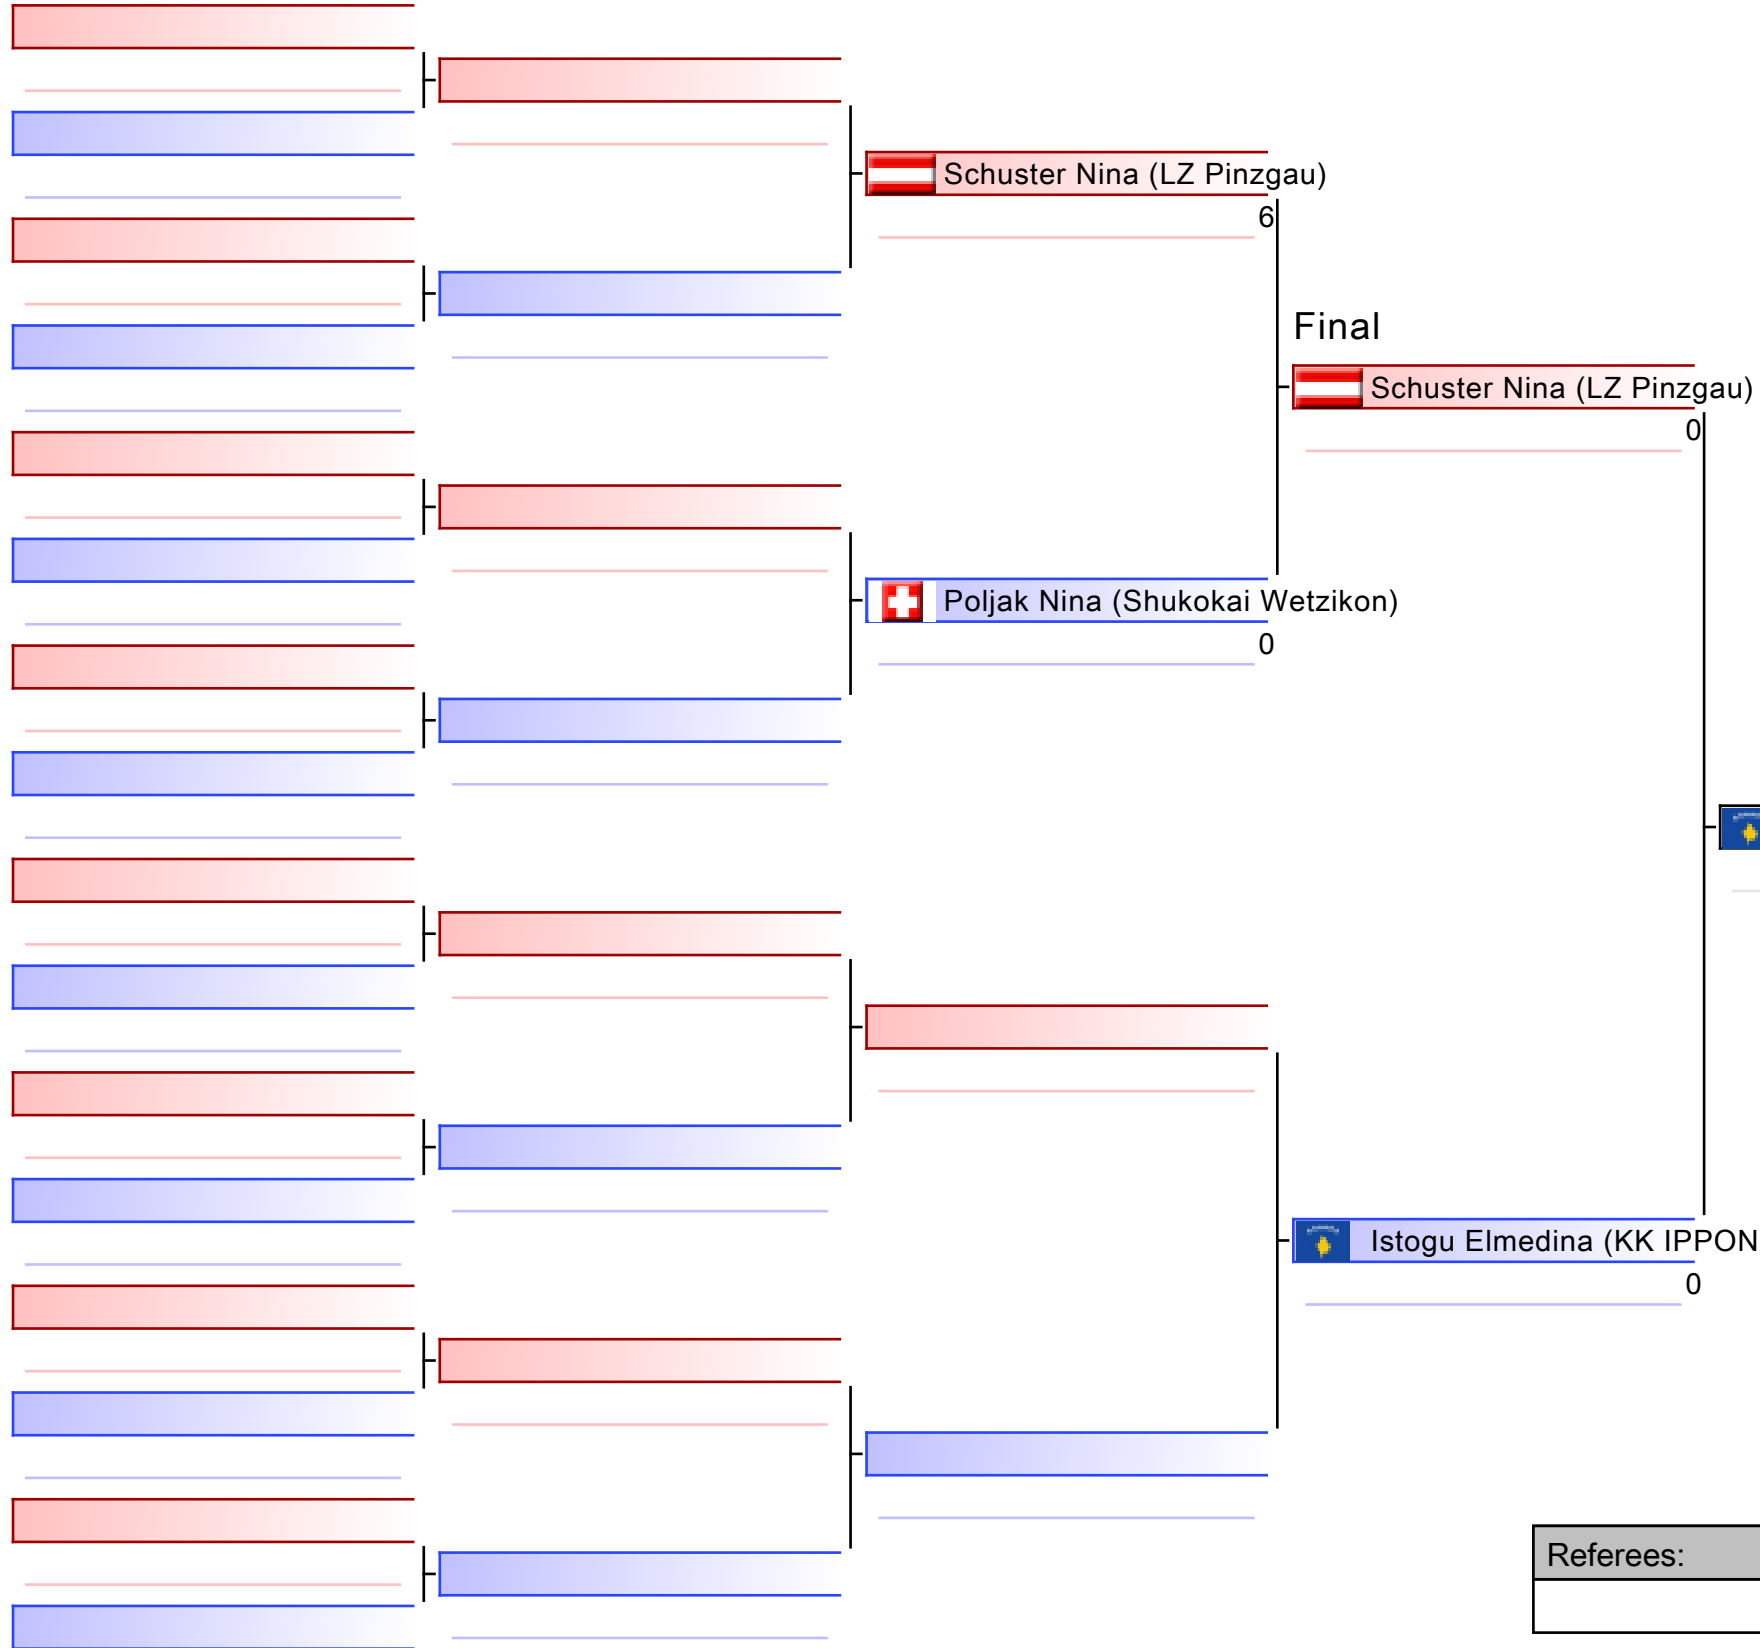 Schuster Nina (LZ Pinzgau)
6
Final
Schuster Nina (LZ Pinzgau)
0
Poljak Nina (Shukokai Wetzikon)
0
Istogu Elmedina (KK IPPON
0
Referees: